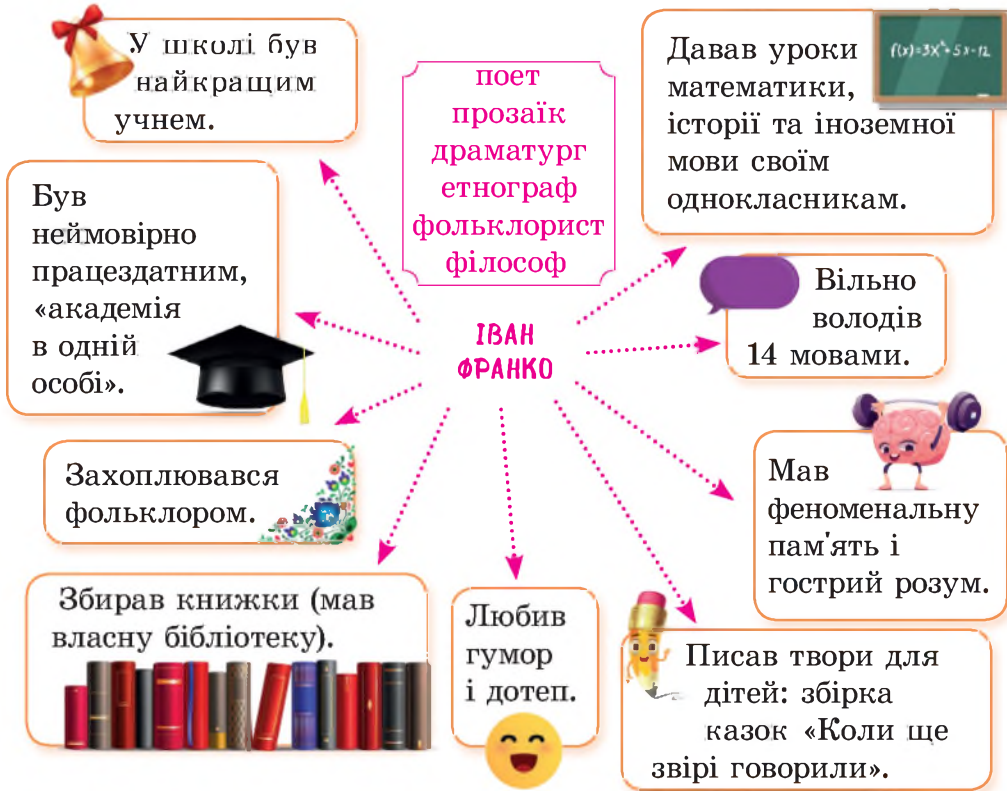 У школі був
найкращим
учнем.
поет
прозаїк
драматург
етнограф
фольклорист
філософ
Давав уроки
математики,
історії та іноземної
мови своїм
однокласникам.
f(x)=3x²+5x-12
Був
неймовірно
працездатним,
«академія
в одній
особі».
ІВАН
ФРАНКО
Вільно
володів
14 мовами.
Захоплювався
фольклором.
Мав
феноменальну
пам'ять і
гострий розум.
Збирав книжки (мав
власну бібліотеку).
Любив
гумор
і дотеп.
Писав твори для
дітей: збірка
казок «Коли ще
звірі говорили».